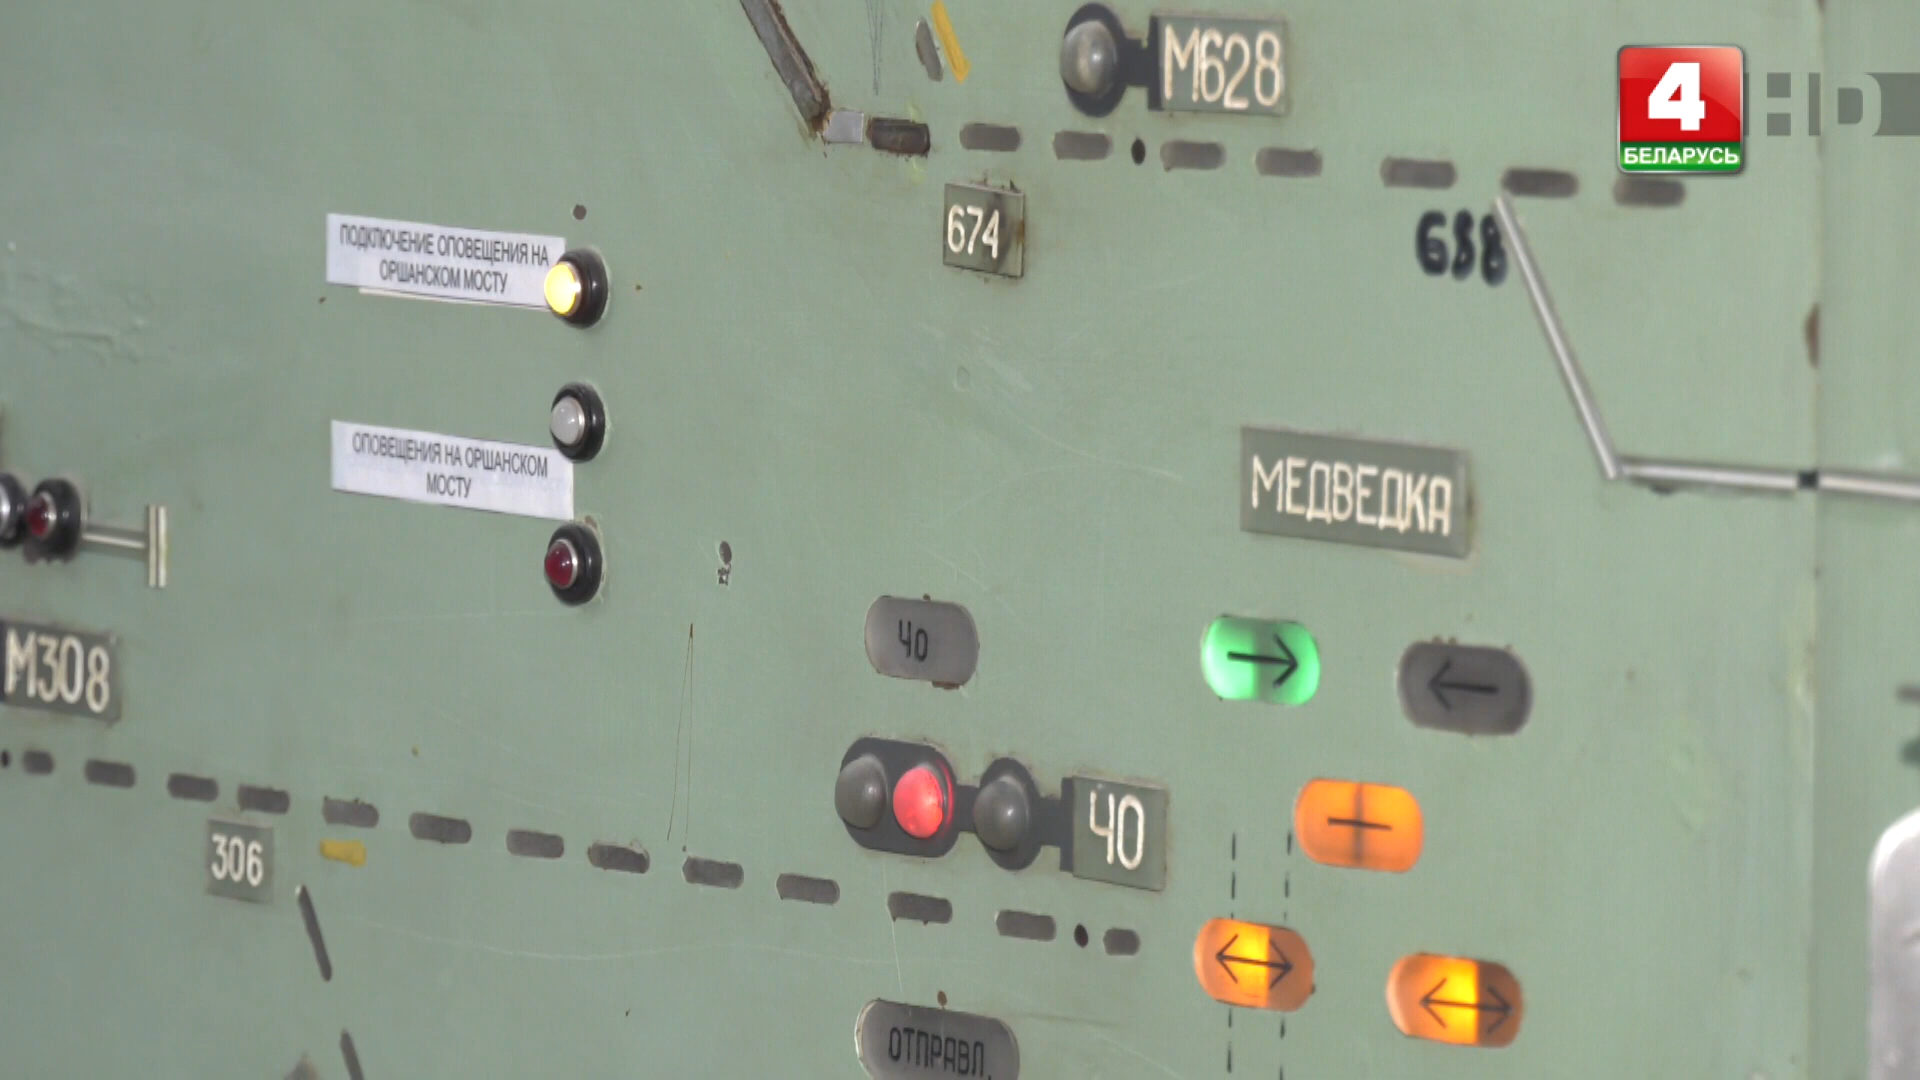 М628
4 HD
БЕЛАРУСЬ
674
688
ПОДКЛЮЧЕНИЕ ОПОВЕЩЕНИЯ НА
ОРШАНСКОМ МОСТУ
ОПОВЕЩЕНИЯ НА ОРШАНСКОМ
МОСТУ
МЕДВЕДКА
ЧО
М308
ЧО
306
ОТПРАВЛ.